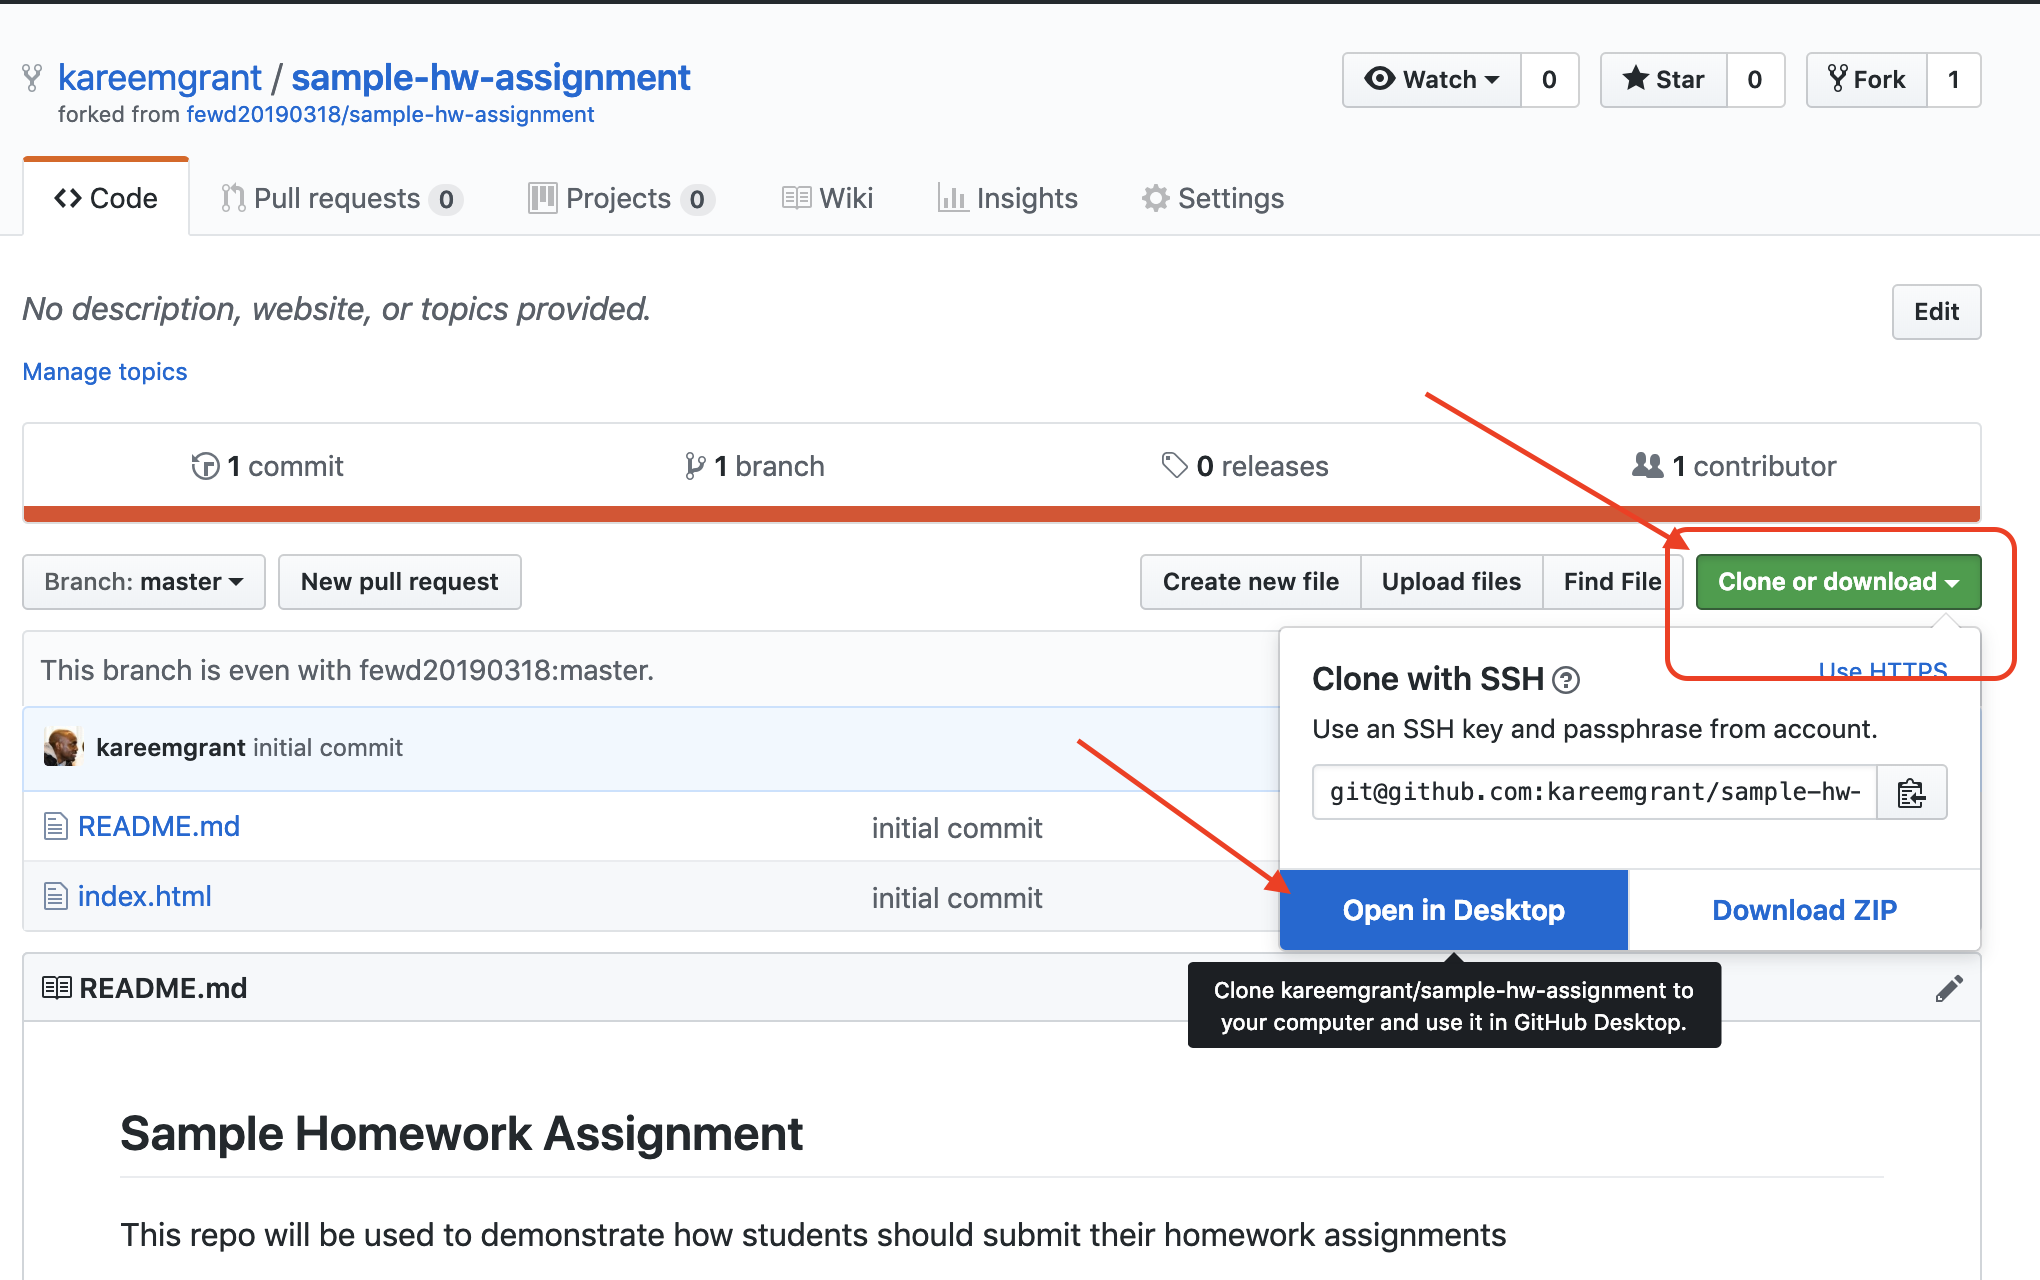 kareemgrant / sample-hw-assignment
Watch 0 Star 0 Fork 1
forked from fewd20190318/sample-hw-assignment
Code Pull requests 0 Projects 0 Wiki Insights Settings
No description, website, or topics provided.
Edit
Manage topics
1 commit 1 branch 0 releases 1 contributor
Branch: master New pull request Create new file Upload files Find File Clone or download
This branch is even with fewd20190318:master.
Clone with SSH ? Use HTTPS
Use an SSH key and passphrase from account.
kareemgrant initial commit
git@github.com:kareemgrant/sample-hw-
README.md initial commit
index.html initial commit
Open in Desktop Download ZIP
README.md
Clone kareemgrant/sample-hw-assignment to
your computer and use it in GitHub Desktop.
Sample Homework Assignment
This repo will be used to demonstrate how students should submit their homework assignments